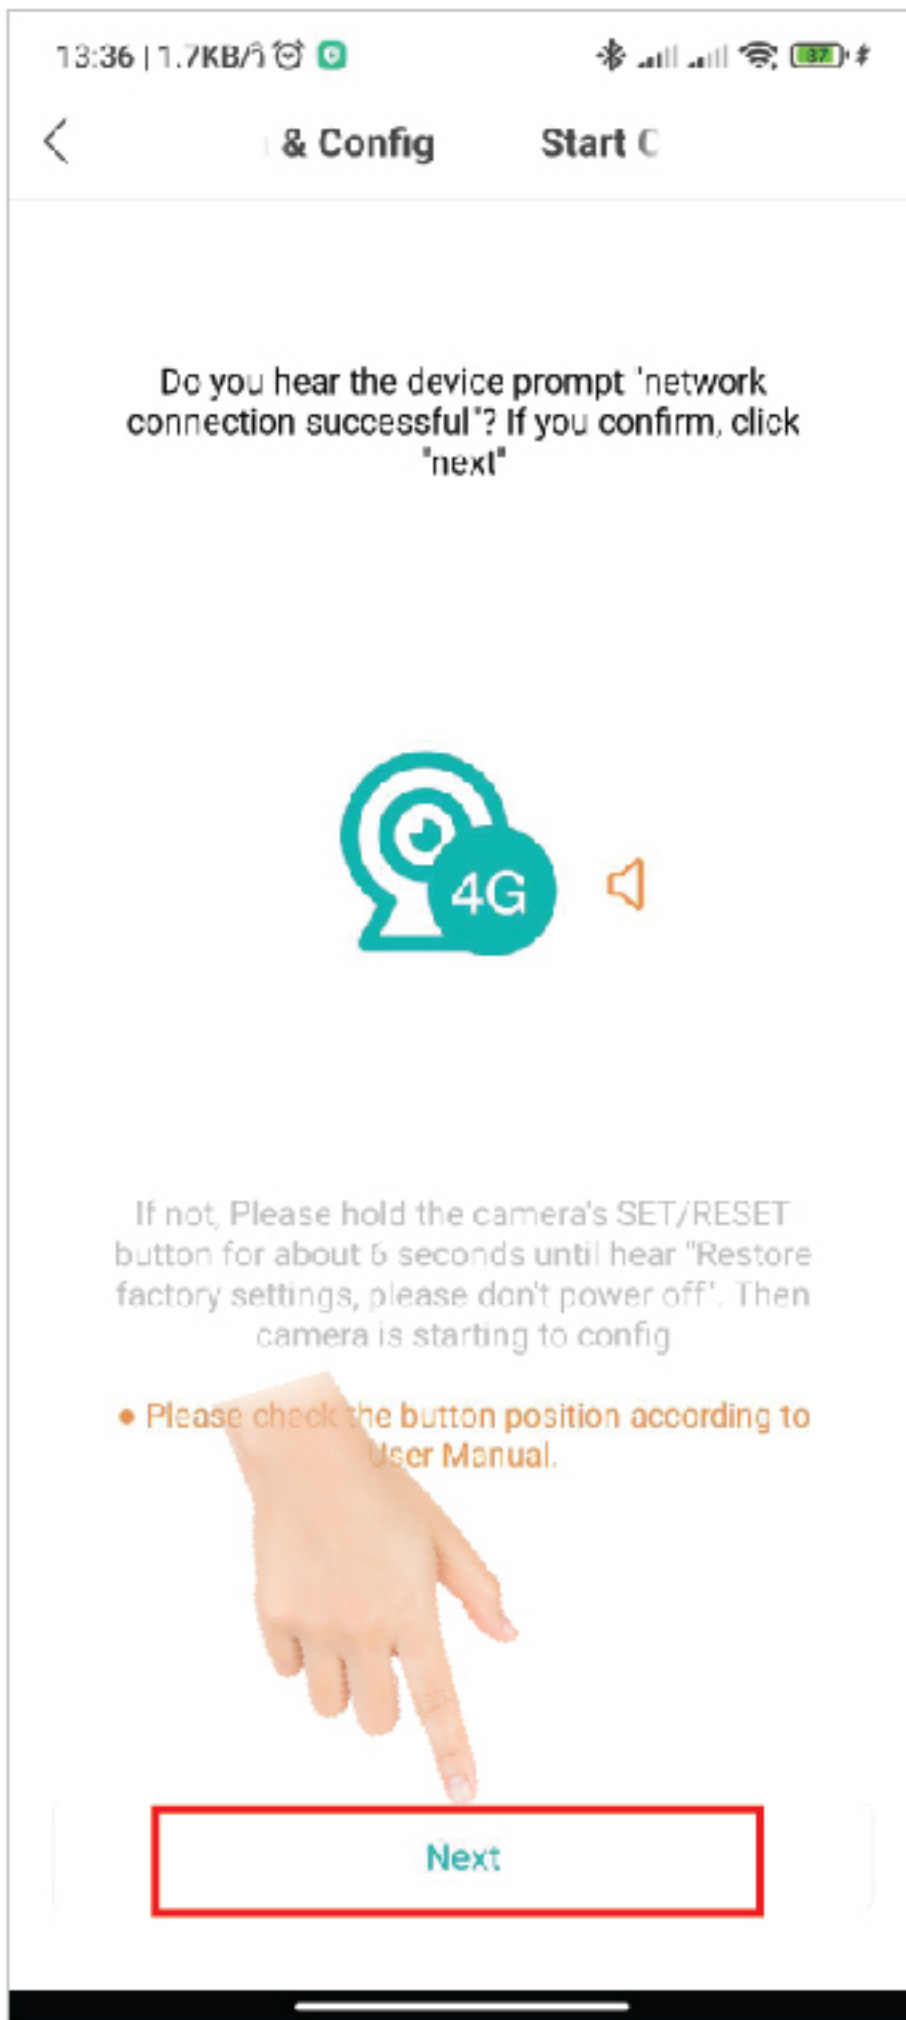 13:36 | 1.7KB/
37
& Config Start
Do you hear the device prompt "network
connection successful"? If you confirm, click
"next"
4G
If not, Please hold the camera's SET/RESET
button for about 6 seconds until hear "Restore
factory settings, please don't power off". Then
camera is starting to config
• Please check the button position according to
User Manual.
Next